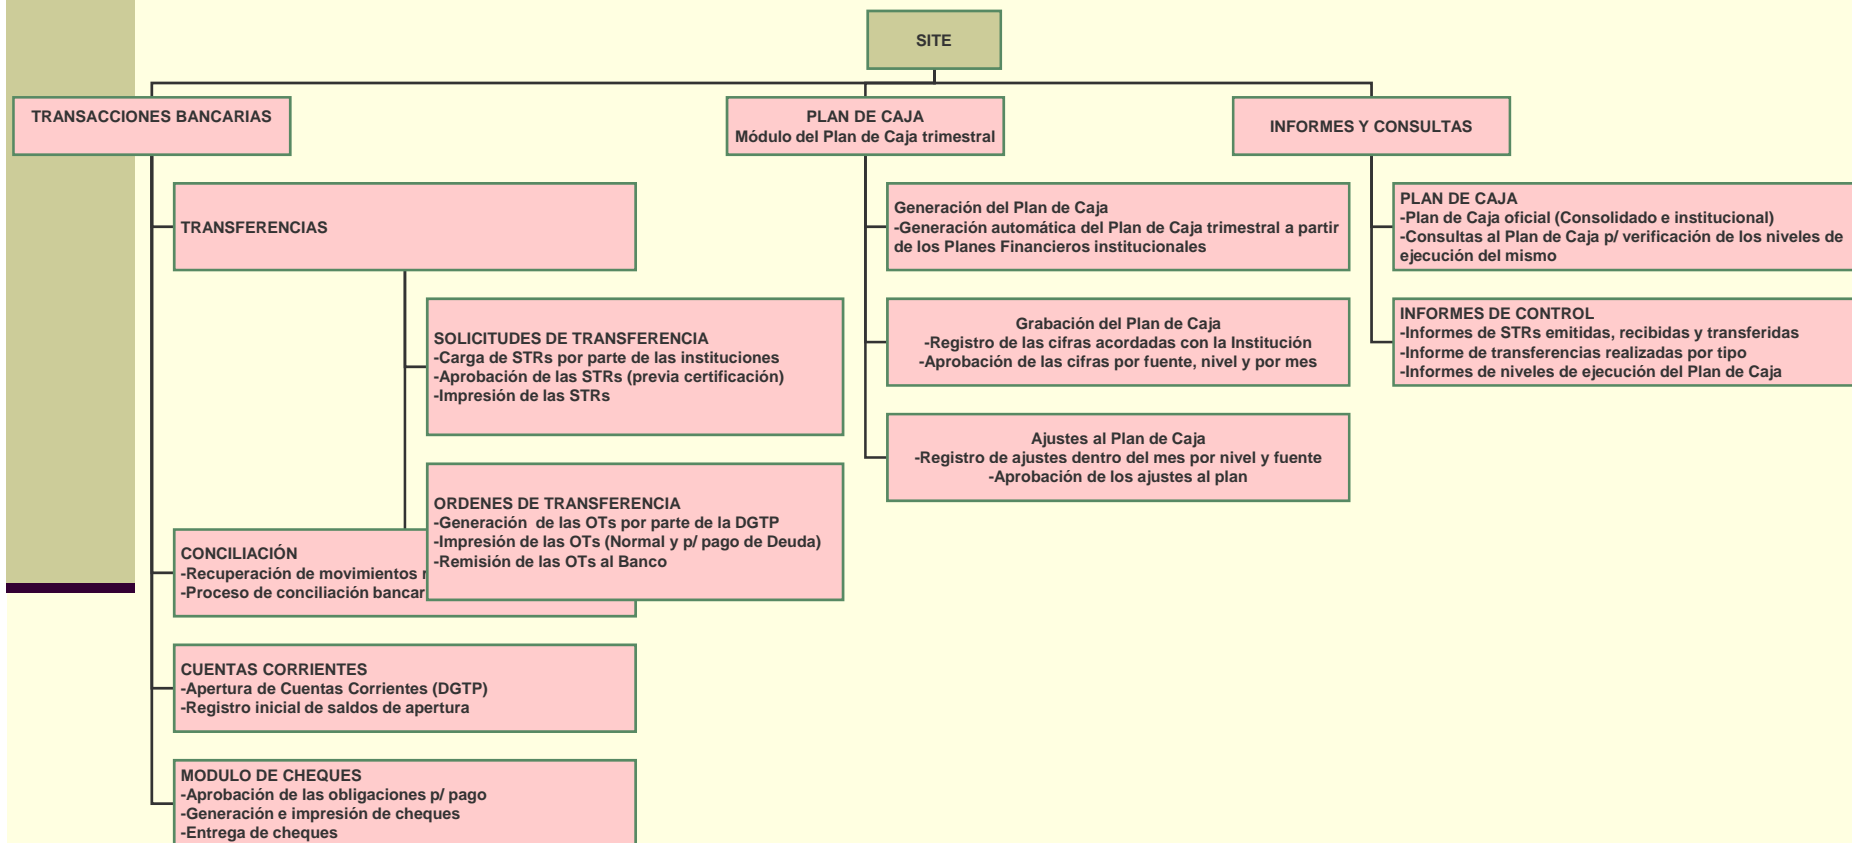 SITE
TRANSACCIONES BANCARIAS
PLAN DE CAJA
Módulo del Plan de Caja trimestral
INFORMES Y CONSULTAS
TRANSFERENCIAS
SOLICITUDES DE TRANSFERENCIA
-Carga de STRs por parte de las instituciones
-Aprobación de las STRs (previa certificación)
-Impresión de las STRs
ORDENES DE TRANSFERENCIA
-Generación  de las OTs por parte de la DGTP
-Impresión de las OTs (Normal y p/ pago de Deuda)
-Remisión de las OTs al Banco
CONCILIACIÓN
-Recuperación de movimientos
-Proceso de conciliación
CUENTAS CORRIENTES
-Apertura de Cuentas Corrientes (DGTP)
-Registro inicial de saldos de apertura
MODULO DE CHEQUES
-Aprobación de las obligaciones p/ pago
-Generación e impresión de cheques
-Entrega de cheques
Generación del Plan de Caja
-Generación automática del Plan de Caja trimestral a partir
de los Planes Financieros institucionales
Grabación del Plan de Caja
-Registro de las cifras acordadas con la Institución
-Aprobación de las cifras por fuente, nivel y por mes
Ajustes al Plan de Caja
-Registro de ajustes dentro del mes por nivel y fuente
-Aprobación de los ajustes al plan
PLAN DE CAJA
-Plan de Caja oficial (Consolidado e institucional)
-Consultas al Plan de Caja p/ verificación de los niveles de
ejecución del mismo
INFORMES DE CONTROL
-Informes de STRs emitidas, recibidas y transferidas
-Informe de transferencias realizadas por tipo
-Informes de niveles de ejecución del Plan de Caja